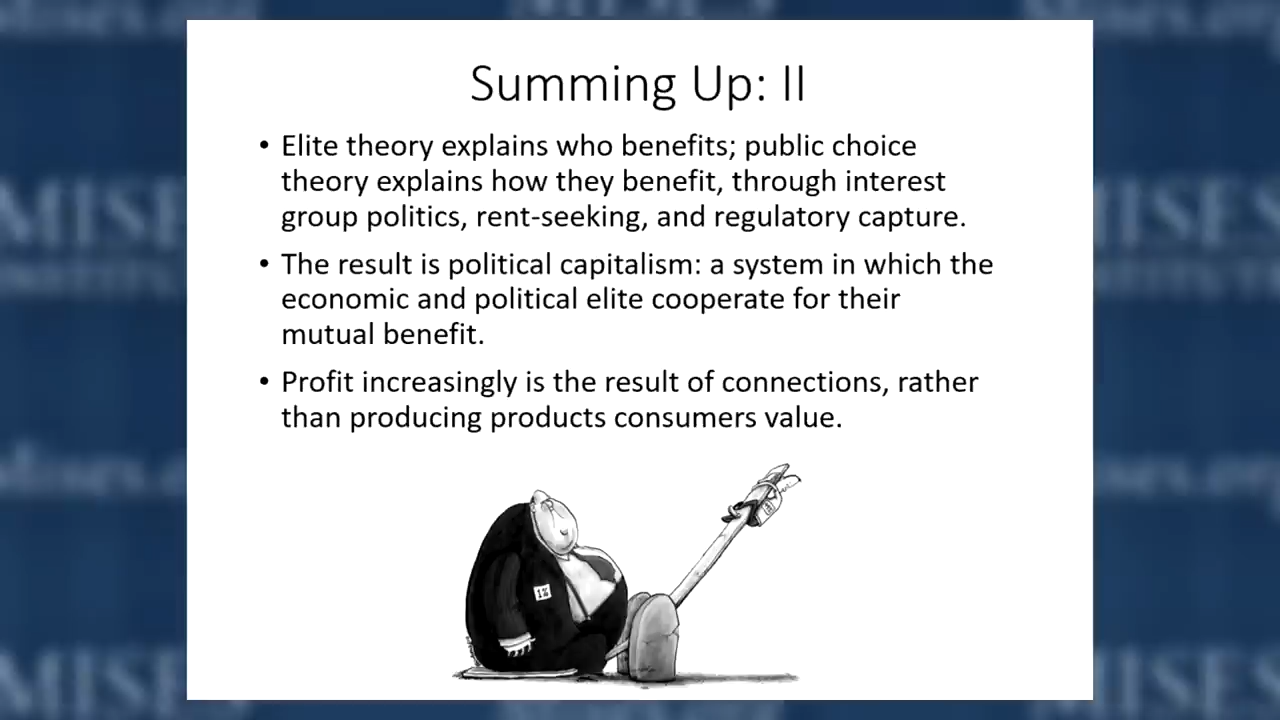 Summing Up: II
• Elite theory explains who benefits; public choice
theory explains how they benefit, through interest
group politics, rent-seeking, and regulatory capture.
• The result is political capitalism: a system in which the
economic and political elite cooperate for their
mutual benefit.
• Profit increasingly is the result of connections, rather
than producing products consumers value.
1%